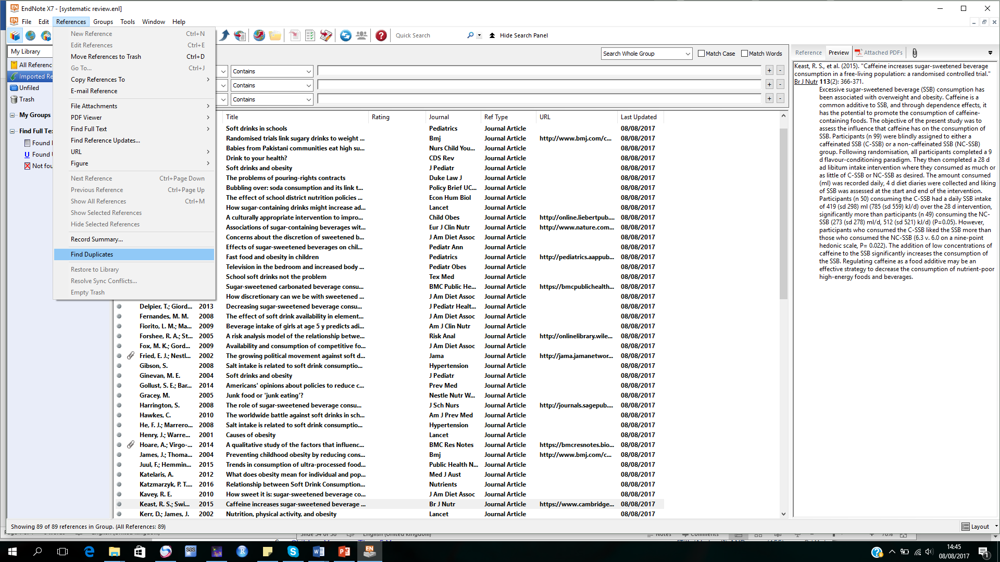 EndNote X7 - [systematic review.enl]
File Edit References Groups Tools Window Help
Quick Search
Hide Search Panel
New Reference Ctrl+N
Edit References Ctrl+E
Move References to Trash Ctrl+D
Go To... Ctrl+J
Copy References To
E-mail Reference
File Attachments
PDF Viewer
Find Full Text
Find Reference Updates...
URL
Figure
Next Reference Ctrl+Page Down
Previous Reference Ctrl+Page Up
Show All References Ctrl+M
Show Selected References
Hide Selected References
Record Summary...
Find Duplicates
Restore to Library
Resolve Sync Conflicts...
Empty Trash
My Library
All Referenc
Imported Re
Unfiled
Trash
My Groups
Find Full Te
Found
Found
Not fou
Search Whole Group Match Case Match Words
Contains + -
Contains + -
Contains + -
Title Rating Journal Ref Type URL Last Updated
Soft drinks in schools Pediatrics Journal Article 08/08/2017
Randomised trials link sugary drinks to weight ... Bmj Journal Article http://www.bmj.com/c... 08/08/2017
Babies from Pakistani communities eat high su... Nurs Child You... Journal Article 08/08/2017
Drink to your health? CDS Rev Journal Article 08/08/2017
Soft drinks and obesity J Pediatr Journal Article 08/08/2017
The problems of pouring-rights contracts Duke Law J Journal Article 08/08/2017
Bubbling over: soda consumption and its link t... Policy Brief UC... Journal Article 08/08/2017
The effect of school district nutrition policies ... Econ Hum Biol Journal Article 08/08/2017
How sugar-containing drinks might increase ad... Lancet Journal Article 08/08/2017
A culturally appropriate intervention to impro... Child Obes Journal Article http://online.liebertpub.... 08/08/2017
Associations of sugar-containing beverages wit... Eur J Clin Nutr Journal Article http://www.nature.com... 08/08/2017
Concerns about the discretion of sweetened b... J Am Diet Assoc Journal Article 08/08/2017
Effects of sugar-sweetened beverages on chil... Pediatr Ann Journal Article 08/08/2017
Fast food and obesity in children Pediatrics Journal Article http://pediatrics.aappub... 08/08/2017
Television in the bedroom and increased body ... Pediatr Obes Journal Article 08/08/2017
School soft drinks not the problem Tex Med Journal Article 08/08/2017
Sugar-sweetened carbonated beverage consu... BMC Public He... Journal Article https://bmcpublichealth... 08/08/2017
How discretionary can we be with sweetened ... J Am Diet Assoc Journal Article 08/08/2017
Delpier, T.; Giord... 2013 Decreasing sugar-sweetened beverage consu... J Pediatr Healt... Journal Article 08/08/2017
Fernandes, M. M. 2008 The effect of soft drink availability in element... J Am Diet Assoc Journal Article 08/08/2017
Fiorito, L. M.; Ma... 2009 Beverage intake of girls at age 5 y predicts adi... Am J Clin Nutr Journal Article 08/08/2017
Forshee, R. A.; St... 2005 A risk analysis model of the relationship betwe... Risk Anal Journal Article http://onlinelibrary.wile... 08/08/2017
Fox, M. K.; Gord... 2009 Availability and consumption of competitive fo... J Am Diet Assoc Journal Article 08/08/2017
Fried, E. J.; Nestl... 2002 The growing political movement against soft d... Jama Journal Article http://jama.jamanetwor... 08/08/2017
Gibson, S. 2008 Salt intake is related to soft drink consumptio... Hypertension Journal Article 08/08/2017
Ginevan, M. E. 2004 Soft drinks and obesity J Pediatr Journal Article 08/08/2017
Gollust, S. E.; Bar... 2014 Americans' opinions about policies to reduce c... Prev Med Journal Article 08/08/2017
Gracey, M. 2005 Junk food or 'junk eating'? Nestle Nutr W... Journal Article 08/08/2017
Harrington, S. 2008 The role of sugar-sweetened beverage consu... J Sch Nurs Journal Article http://journals.sagepub.... 08/08/2017
Hawkes, C. 2010 The worldwide battle against soft drinks in sch... Am J Prev Med Journal Article 08/08/2017
He, F. J.; Marrero... 2008 Salt intake is related to soft drink consumptio... Hypertension Journal Article 08/08/2017
Henry, J.; Warre... 2001 Causes of obesity Lancet Journal Article 08/08/2017
Hoare, A.; Virgo-... 2014 A qualitative study of the factors that influenc... BMC Res Notes Journal Article https://bmcresnotes.bio... 08/08/2017
James, J.; Thoma... 2004 Preventing childhood obesity by reducing cons... Bmj Journal Article http://www.bmj.com/c... 08/08/2017
Juul, F.; Hemmin... 2015 Trends in consumption of ultra-processed food... Public Health N... Journal Article 08/08/2017
Katelaris, A. 2012 What does obesity mean for individual and pop... Med J Aust Journal Article 08/08/2017
Katzmarzyk, P. T.... 2016 Relationship between Soft Drink Consumption... Nutrients Journal Article 08/08/2017
Kavey, R. E. 2010 How sweet it is: sugar-sweetened beverage co... J Am Diet Assoc Journal Article 08/08/2017
Keast, R. S.; Swi... 2015 Caffeine increases sugar-sweetened beverage ... Br J Nutr Journal Article https://www.cambridge... 08/08/2017
Kerr, D.; James, J. 2002 Nutrition, physical activity, and obesity Lancet Journal Article 08/08/2017
Reference Preview Attached PDFs
Keast, R. S., et al. (2015). "Caffeine increases sugar-sweetened beverage
consumption in a free-living population: a randomised controlled trial."
Br J Nutr 113(2): 366-371.
Excessive sugar-sweetened beverage (SSB) consumption has
been associated with overweight and obesity. Caffeine is a
common additive to SSB, and through dependence effects, it
has the potential to promote the consumption of caffeine-
containing foods. The objective of the present study was to
assess the influence that caffeine has on the consumption of
SSB. Participants (n 99) were blindly assigned to either a
caffeinated SSB (C-SSB) or a non-caffeinated SSB (NC-SSB)
group. Following randomisation, all participants completed a 9
d flavour-conditioning paradigm. They then completed a 28 d
ad libitum intake intervention where they consumed as much or
as little of C-SSB or NC-SSB as desired. The amount consumed
(ml) was recorded daily, 4 d diet diaries were collected and liking
of SSB was assessed at the start and end of the intervention.
Participants (n 50) consuming the C-SSB had a daily SSB intake
of 419 (sd 298) ml (785 (sd 559) kJ/d) over the 28 d intervention,
significantly more than participants (n 49) consuming the NC-
SSB (273 (sd 278) ml/d, 512 (sd 521) kJ/d) (P=0.05). However,
participants who consumed the C-SSB liked the SSB more than
those who consumed the NC-SSB (6.3 v. 6.0 on a nine-point
hedonic scale, P= 0.022). The addition of low concentrations of
caffeine to the SSB significantly increases the consumption of
the SSB. Regulating caffeine as a food additive may be an
effective strategy to decrease the consumption of nutrient-poor
high-energy foods and beverages.
Showing 89 of 89 references in Group. (All References: 89)
Layout
14:45
08/08/2017